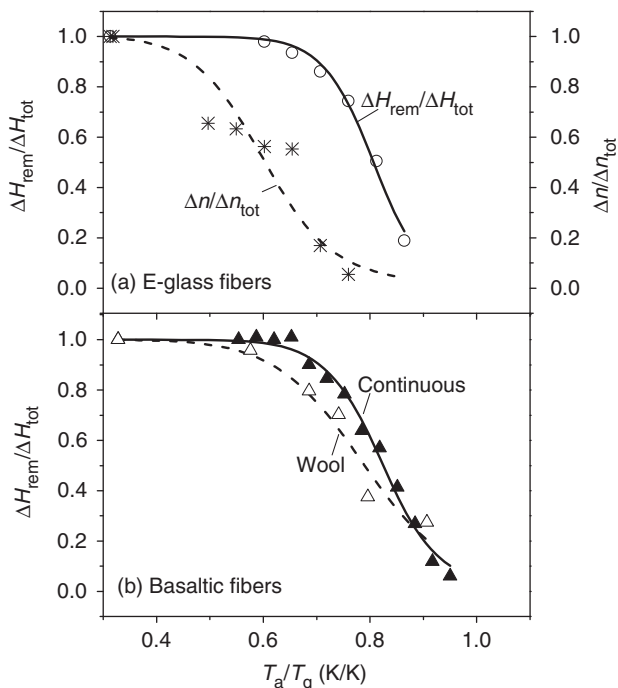 1.0
0.8
0.6
0.4
0.2
0.0
ΔH_rem/ΔH_tot
ΔH_rem/ΔH_tot
Δn/Δn_tot
(a) E-glass fibers
1.0
0.8
0.6
0.4
0.2
0.0
Δn/Δn_tot
1.0
0.8
0.6
0.4
0.2
0.0
ΔH_rem/ΔH_tot
Continuous
Wool
(b) Basaltic fibers
0.4 0.6 0.8 1.0
T_a/T_g (K/K)